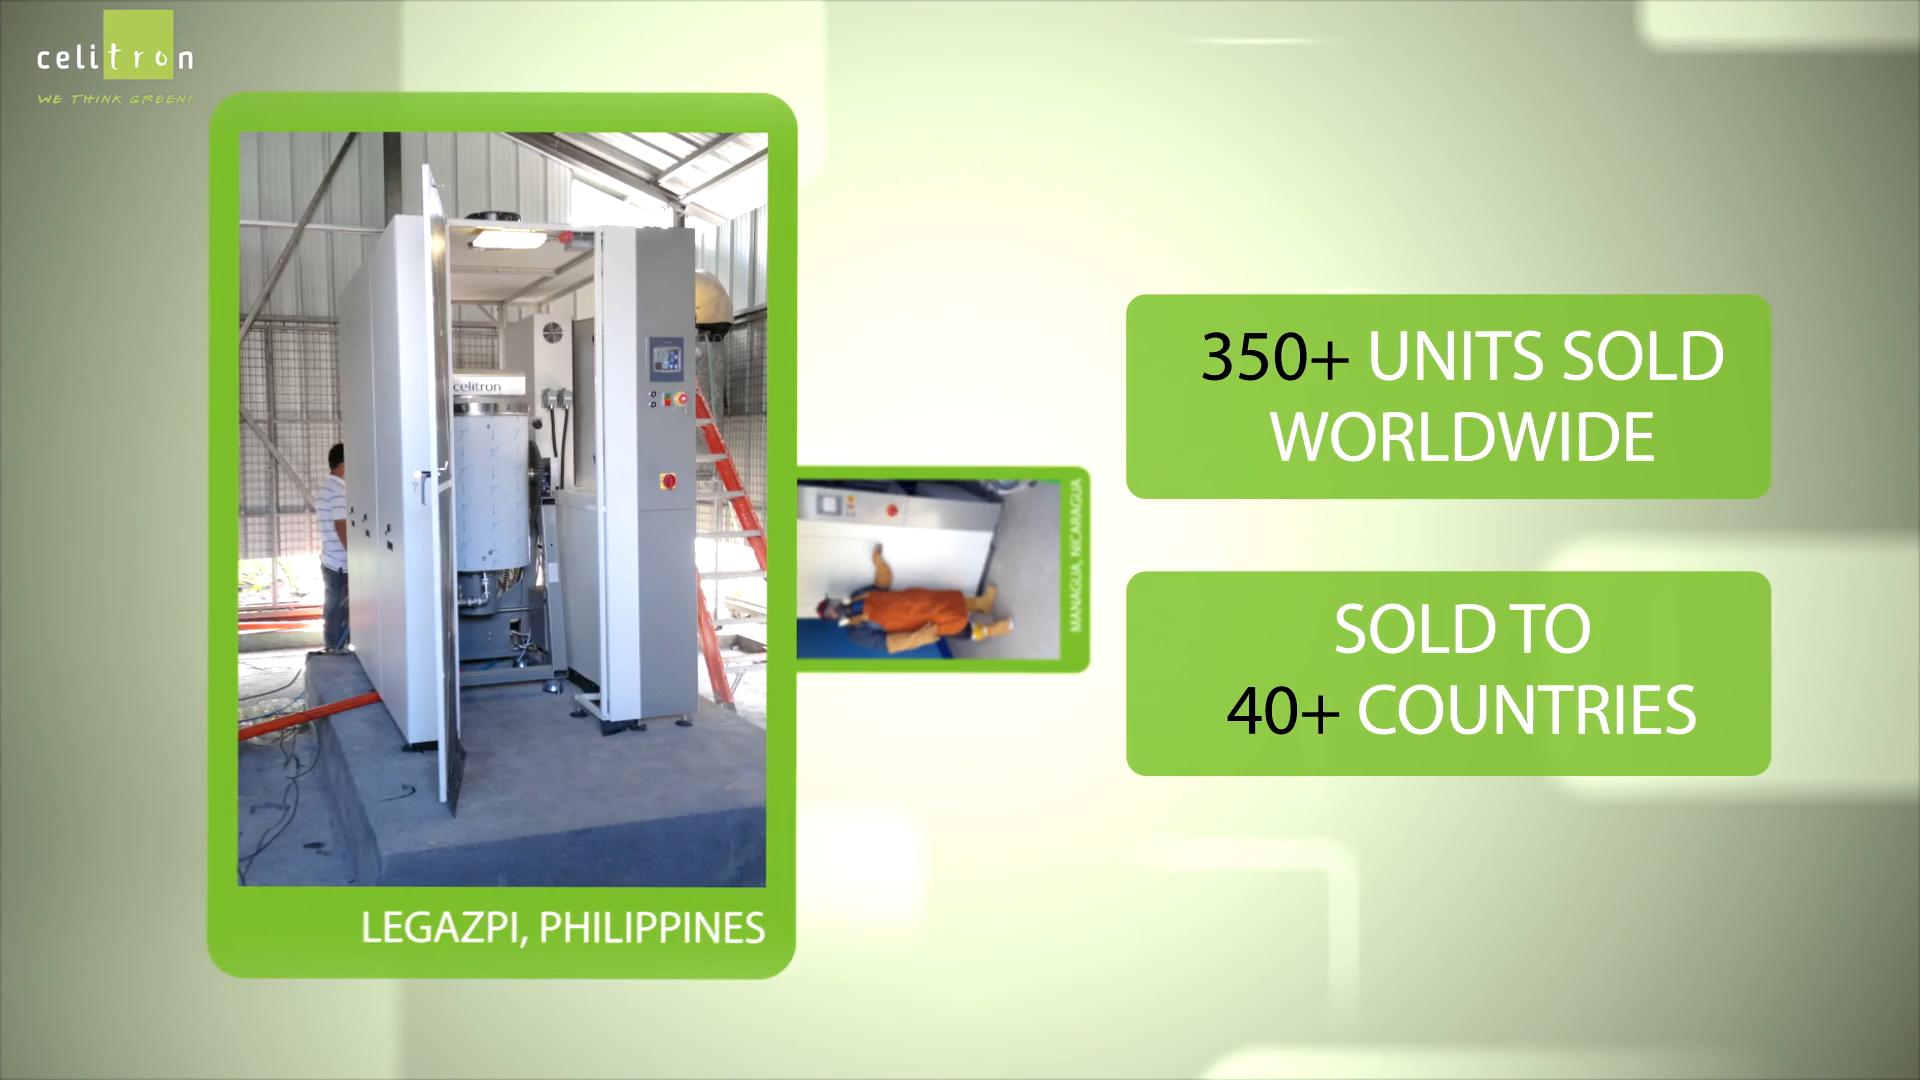 celitron
WE THINK GREEN!
celitron
LEGAZPI, PHILIPPINES
MANAGUA, NICARAGUA
350+ UNITS SOLD
WORLDWIDE
SOLD TO
40+ COUNTRIES